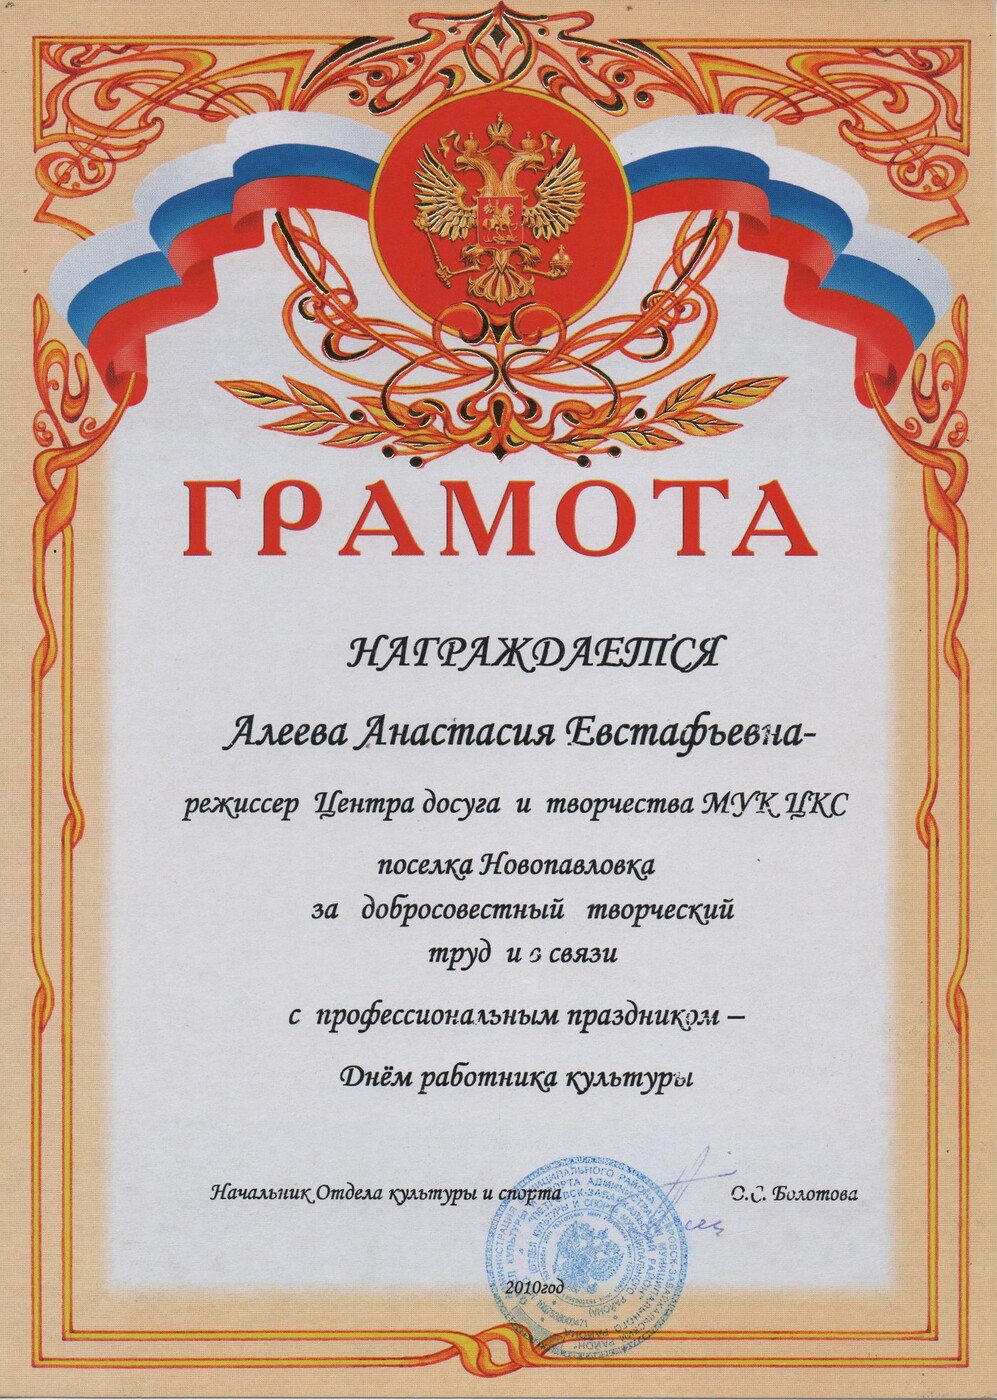 ГРАМОТА
НАГРАЖДАЕТСЯ
Алеева Анастасия Евстафьевна-
режиссер Центра досуга и творчества МУК ЦКС
поселка Новопавловка
за добросовестный творческий
труд и в связи
с профессиональным праздником –
Днём работника культуры
Начальник Отдела культуры и спорта О.С. Болотова
2010год